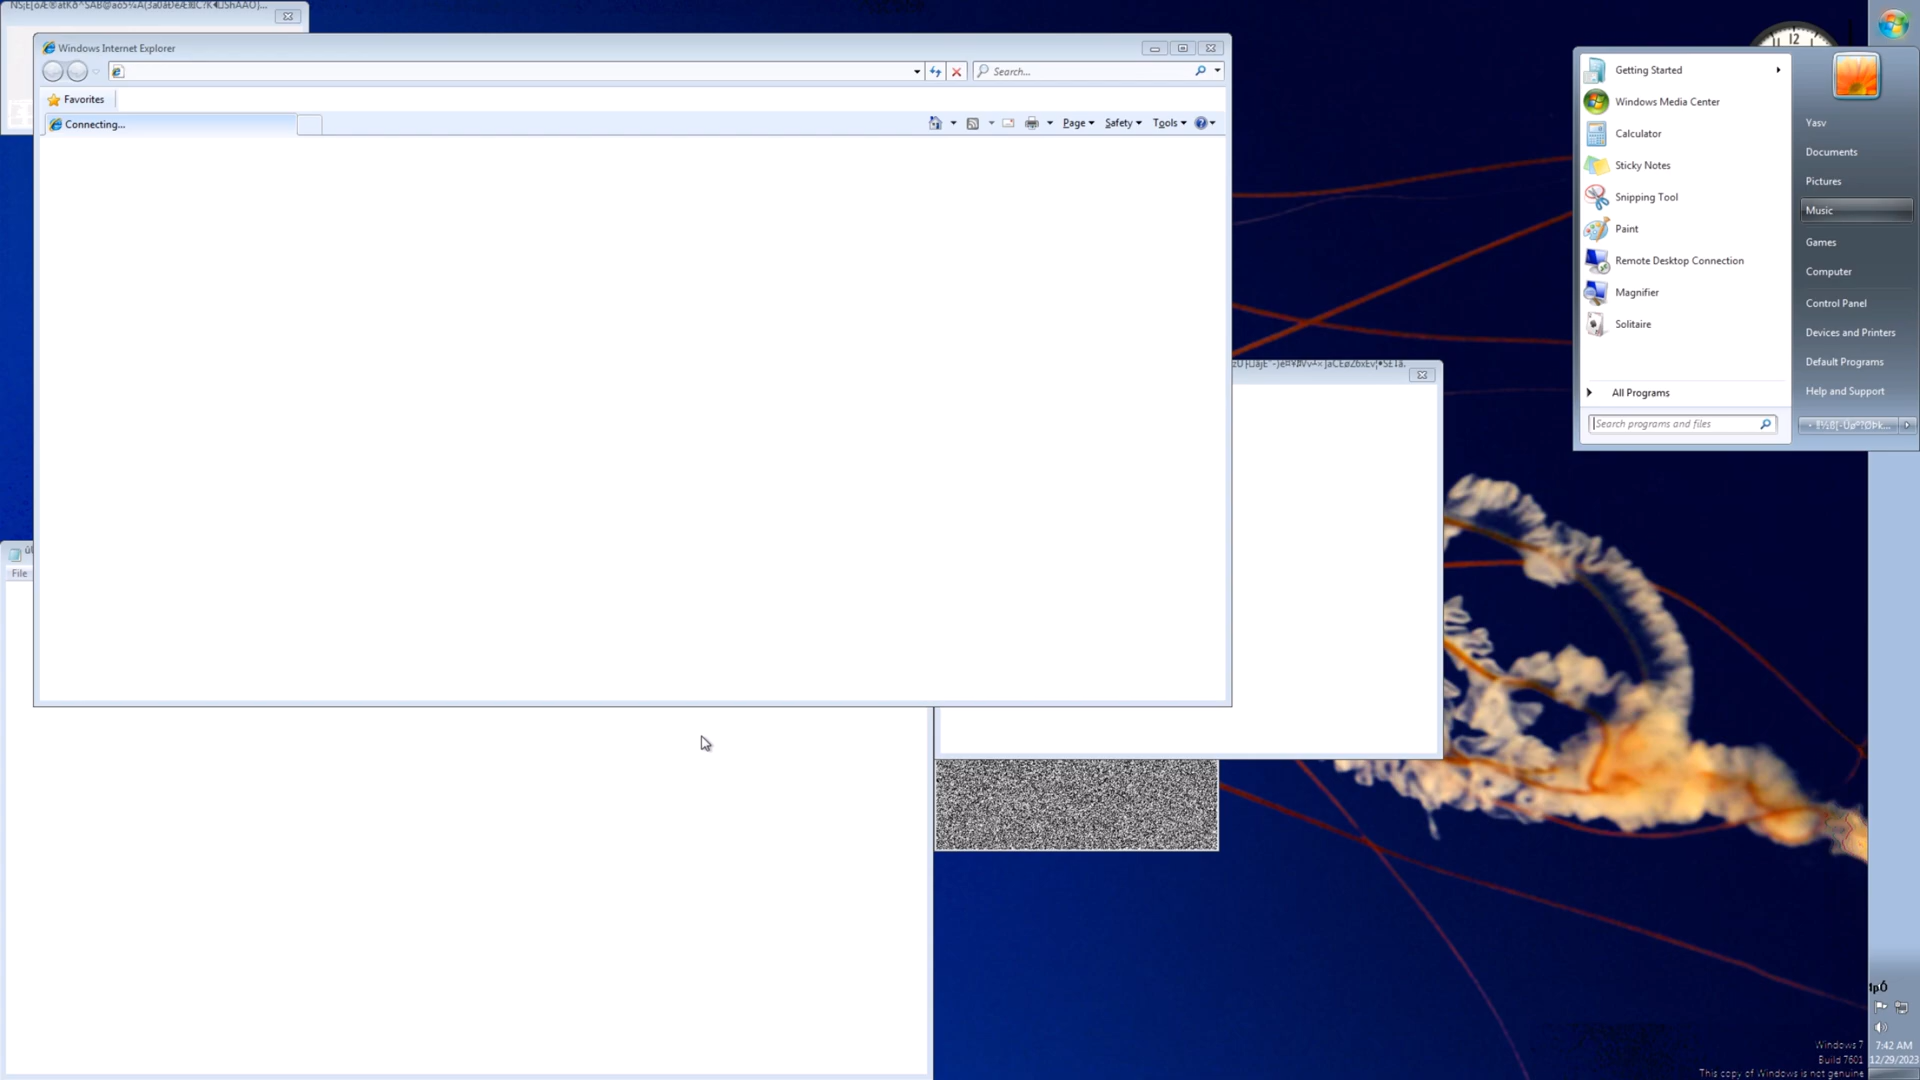 Windows Internet Explorer
Search...
Favorites
Connecting...
Page
Safety
Tools
File
12
Getting Started
Windows Media Center
Calculator
Sticky Notes
Snipping Tool
Paint
Remote Desktop Connection
Magnifier
Solitaire
All Programs
Search programs and files
Yasv
Documents
Pictures
Music
Games
Computer
Control Panel
Devices and Printers
Default Programs
Help and Support
7:42 AM
12/29/2023
Windows 7
Build 7601
This copy of Windows is not genuine